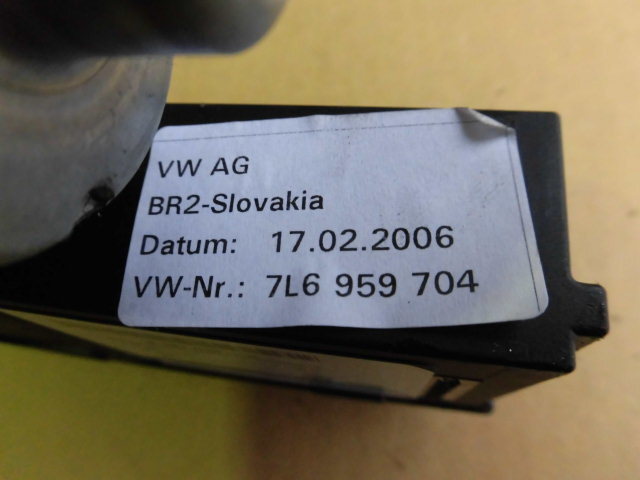 VW AG
BR2-Slovakia
Datum: 17.02.2006
VW-Nr.: 7L6 959 704